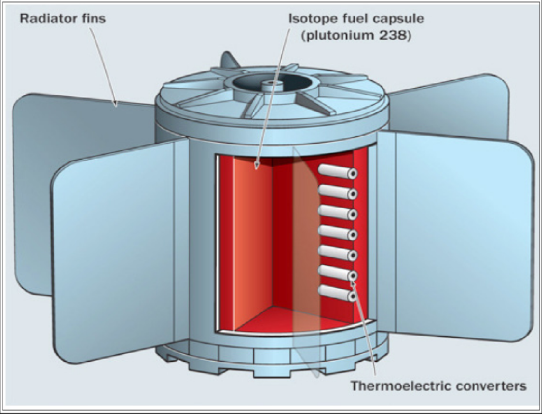 Radiator fins
Isotope fuel capsule
(plutonium 238)
Thermoelectric converters